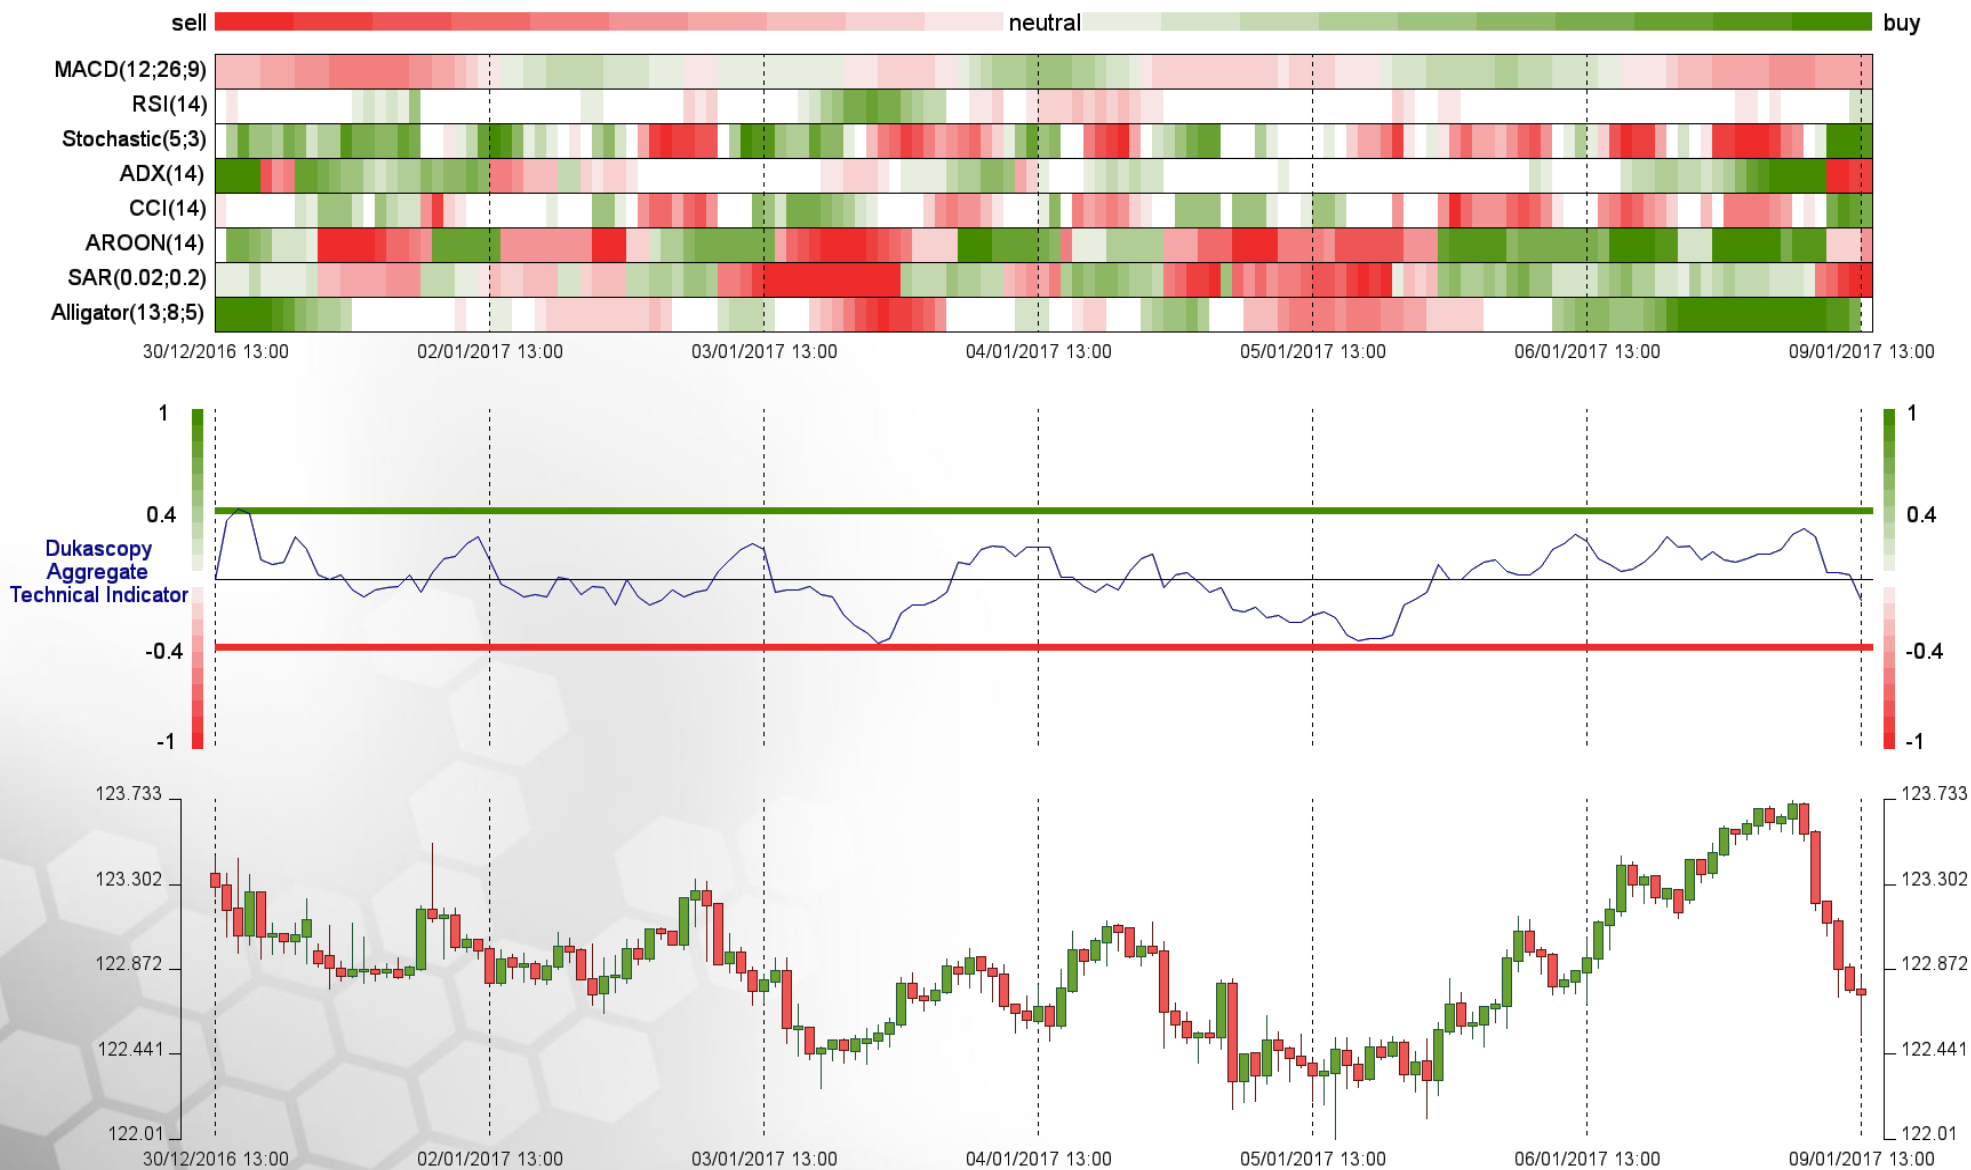 sell neutral buy
MACD(12;26;9)
RSI(14)
Stochastic(5;3)
ADX(14)
CCI(14)
AROON(14)
SAR(0.02;0.2)
Alligator(13;8;5)
30/12/2016 13:00 02/01/2017 13:00 03/01/2017 13:00 04/01/2017 13:00 05/01/2017 13:00 06/01/2017 13:00 09/01/2017 13:00
1 1
0.4 0.4
Dukascopy
Aggregate
Technical Indicator
-0.4 -0.4
-1 -1
123.733 123.733
123.302 123.302
122.872 122.872
122.441 122.441
122.01 122.01
30/12/2016 13:00 02/01/2017 13:00 03/01/2017 13:00 04/01/2017 13:00 05/01/2017 13:00 06/01/2017 13:00 09/01/2017 13:00